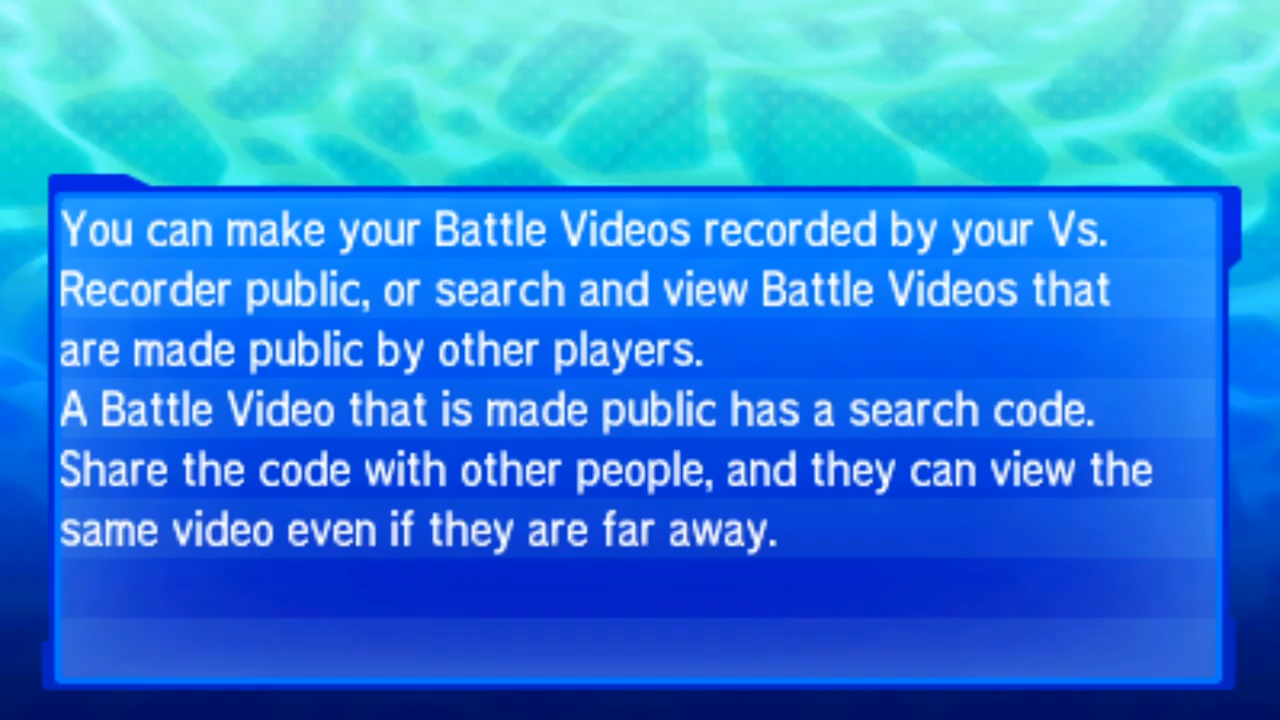 You can make your Battle Videos recorded by your Vs.
Recorder public, or search and view Battle Videos that
are made public by other players.
A Battle Video that is made public has a search code.
Share the code with other people, and they can view the
same video even if they are far away.